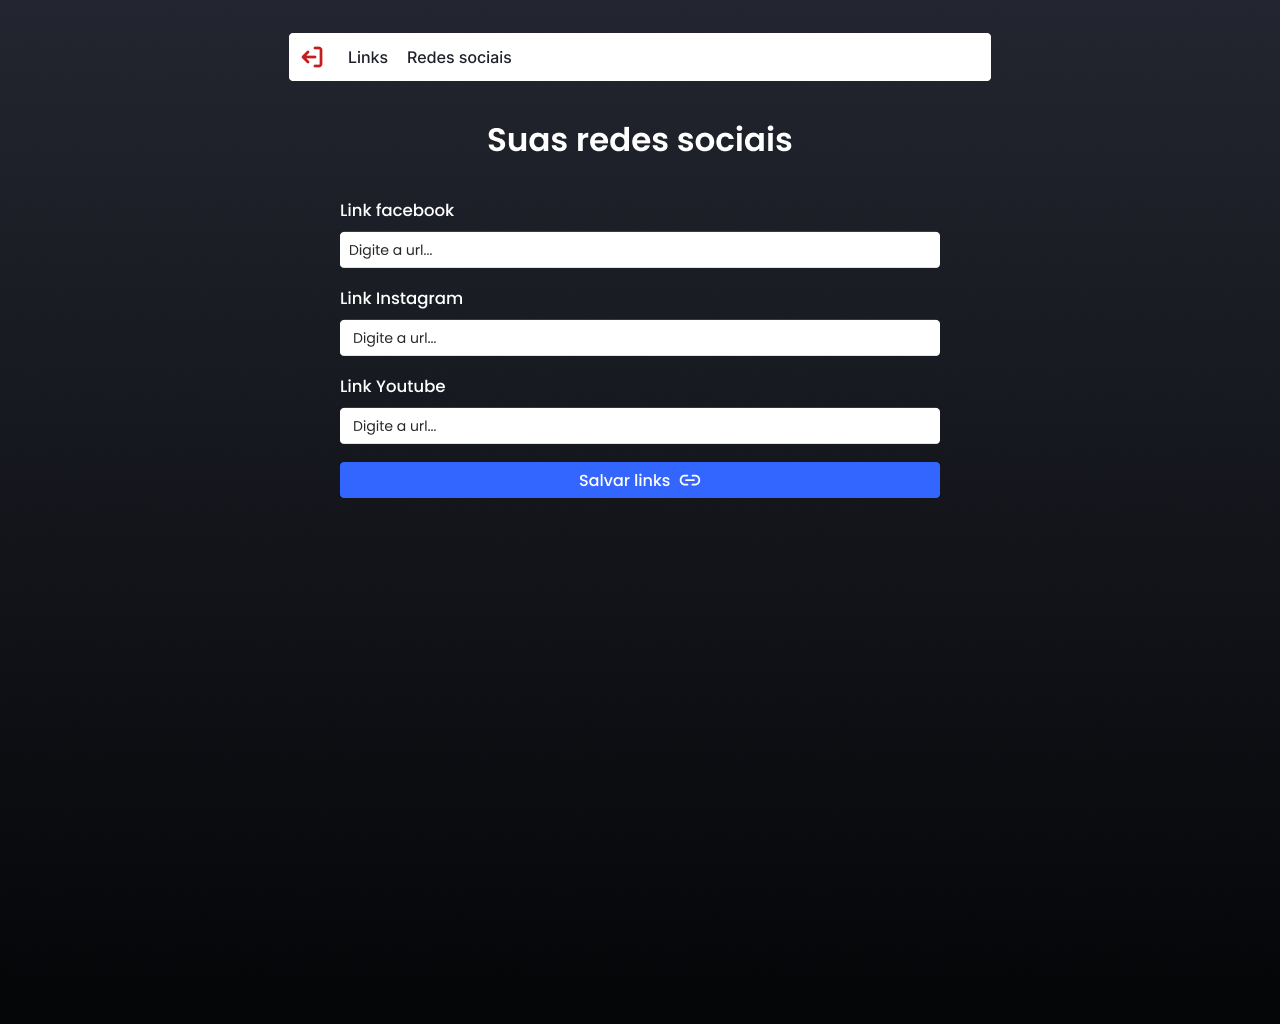 Links Redes sociais
Suas redes sociais
Link facebook
Digite a url...
Link Instagram
Digite a url...
Link Youtube
Digite a url...
Salvar links